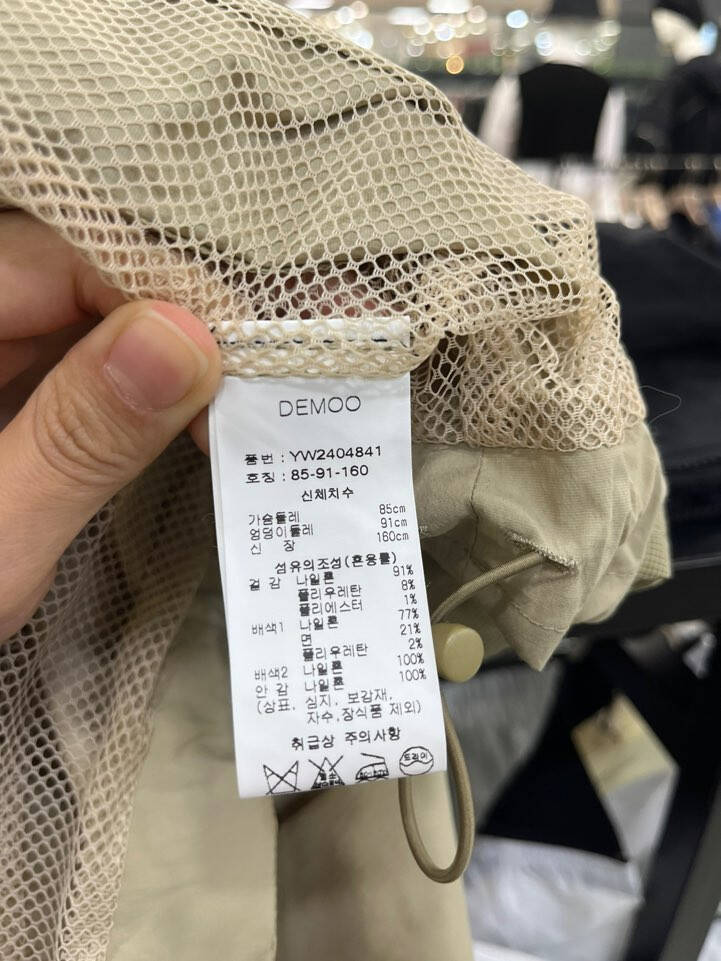 DEMOO
품번 : YW2404841
호칭 : 85-91-160
신체치수
가슴둘레 85cm
엉덩이둘레 91cm
신 장 160cm
섬유의조성(혼용률)
겉 감 나일론 91%
폴리우레탄 8%
폴리에스터 1%
배색1 나일론 77%
면 21%
폴리우레탄 2%
배색2 나일론 100%
안 감 나일론 100%
(상표, 심지, 보강재,
자수,장식품 제외)
취급상 주의사항
드라이